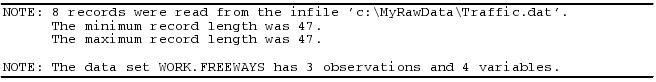 NOTE: 8 records were read from the infile 'c:\MyRawData\Traffic.dat'.
The minimum record length was 47.
The maximum record length was 47.
NOTE: The data set WORK.FREEWAYS has 3 observations and 4 variables.